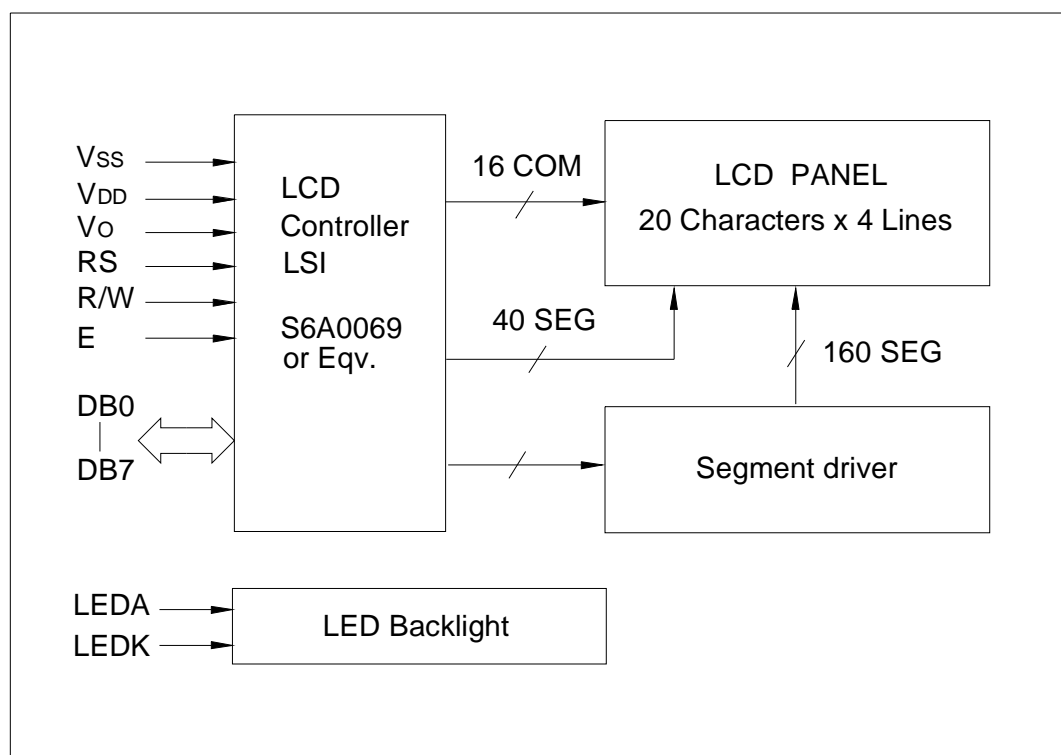 VSS
VDD
VO
RS
R/W
E
DB0
DB7
LCD
Controller
LSI
S6A0069
or Eqv.
16 COM
40 SEG
LCD PANEL
20 Characters x 4 Lines
160 SEG
Segment driver
LEDA
LEDK
LED Backlight